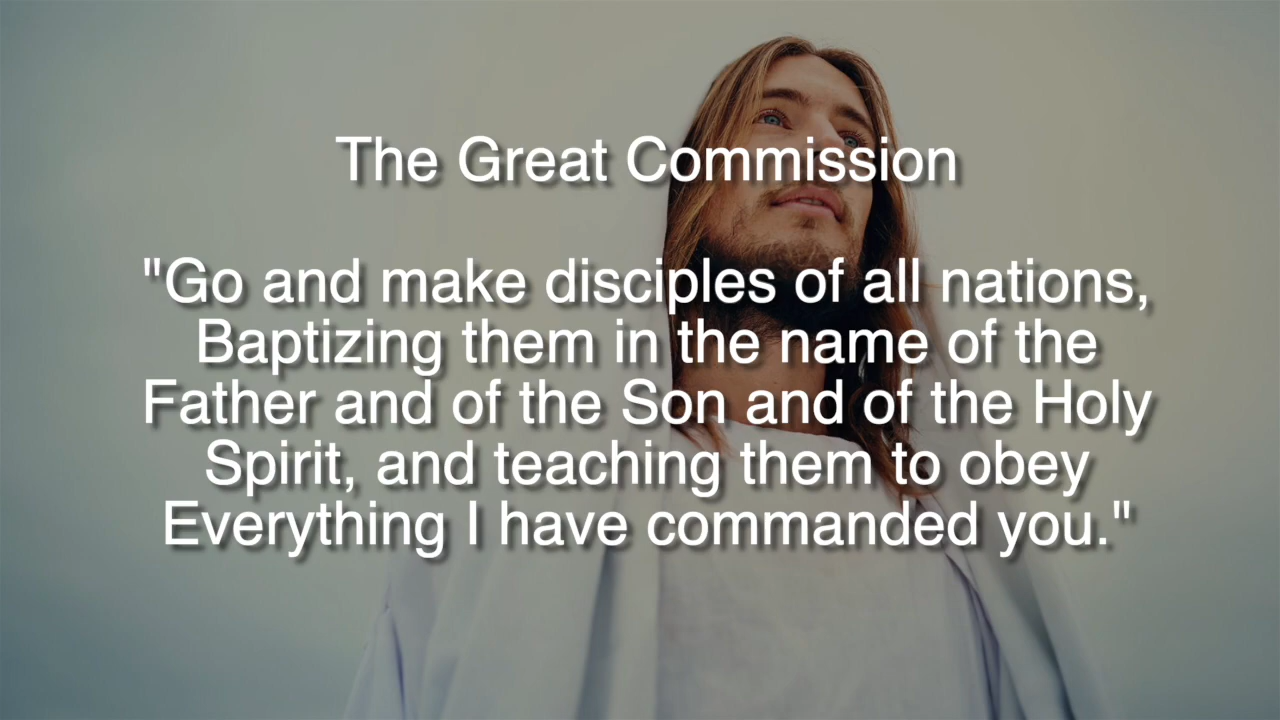 The Great Commission
"Go and make disciples of all nations,
Baptizing them in the name of the
Father and of the Son and of the Holy
Spirit, and teaching them to obey
Everything I have commanded you."